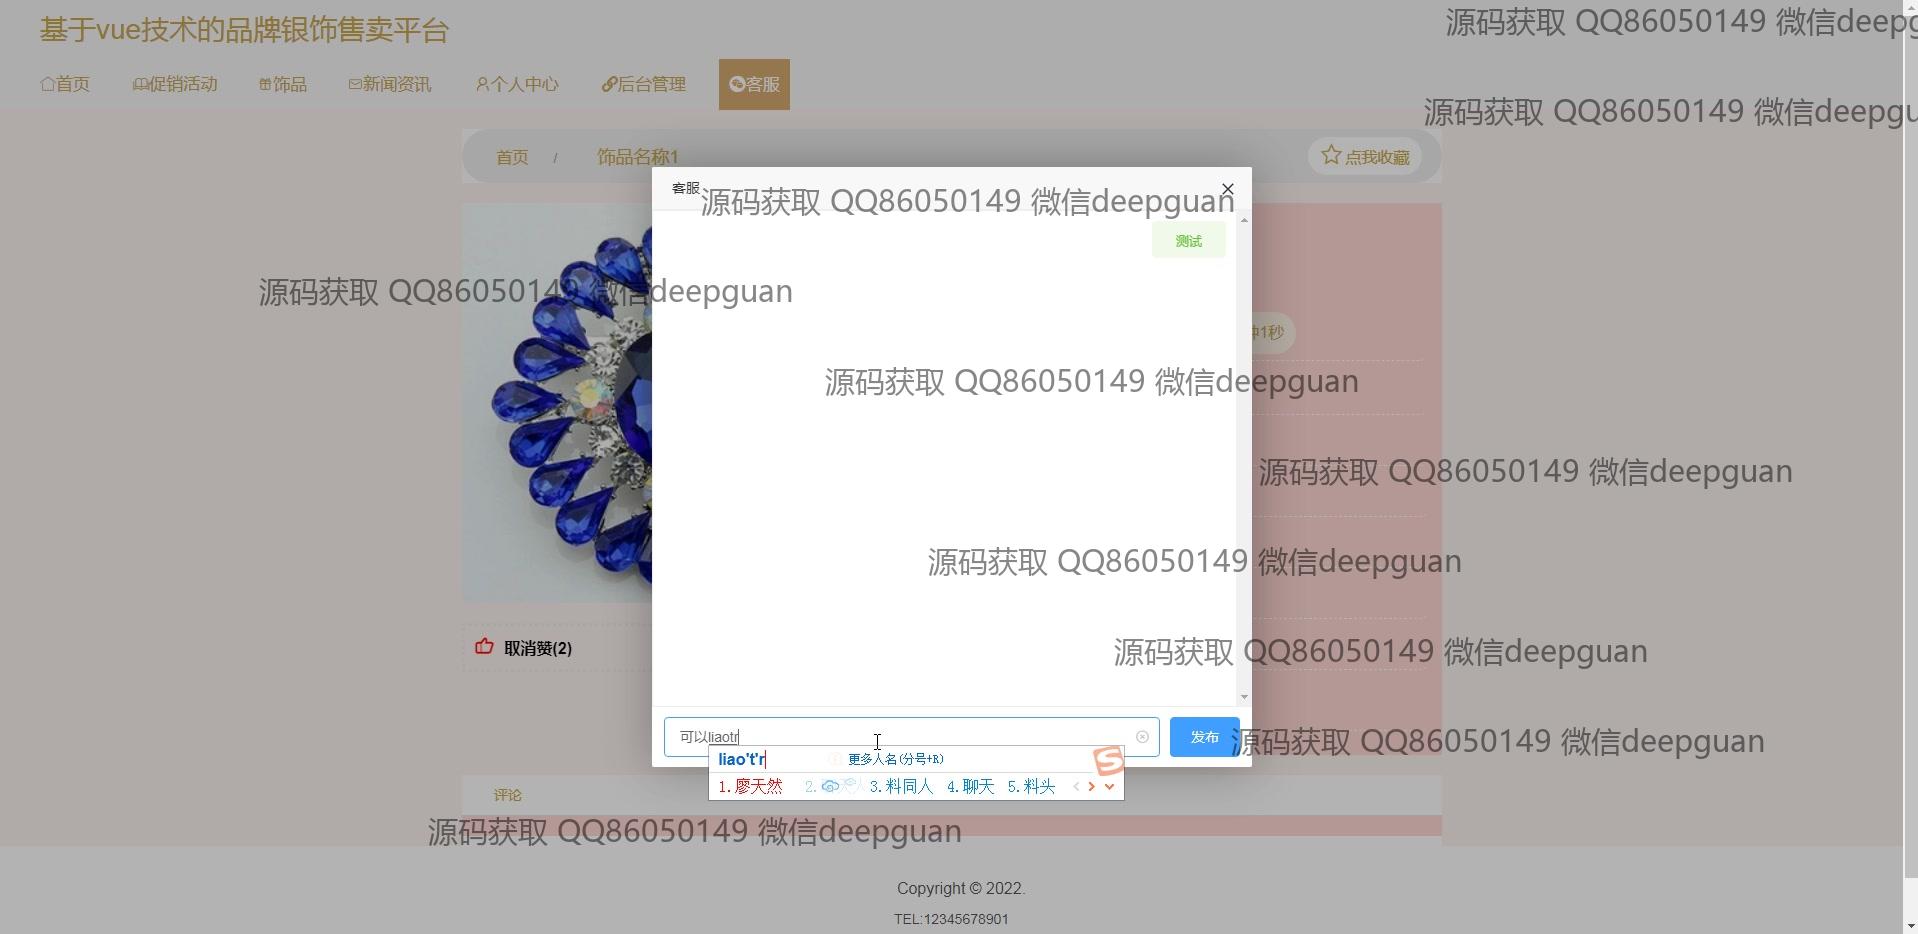 基于vue技术的品牌银饰售卖平台
源码获取 QQ86050149 微信deepg
首页 促销活动 饰品 新闻资讯 个人中心 后台管理 客服
源码获取 QQ86050149 微信deepgu
首页 / 饰品名称1
点我收藏
客服
源码获取 QQ86050149 微信deepguan
测试
源码获取 QQ86050149 微信deepguan
钟1秒
源码获取 QQ86050149 微信deepguan
源码获取 QQ86050149 微信deepguan
源码获取 QQ86050149 微信deepguan
取消赞(2)
源码获取 QQ86050149 微信deepguan
可以liaotr
发布
源码获取 QQ86050149 微信deepguan
liao't'r 更多人名(分号+R)
1.廖天然 2. 3.料同人 4.聊天 5.料头
评论
源码获取 QQ86050149 微信deepguan
Copyright © 2022.
TEL:12345678901